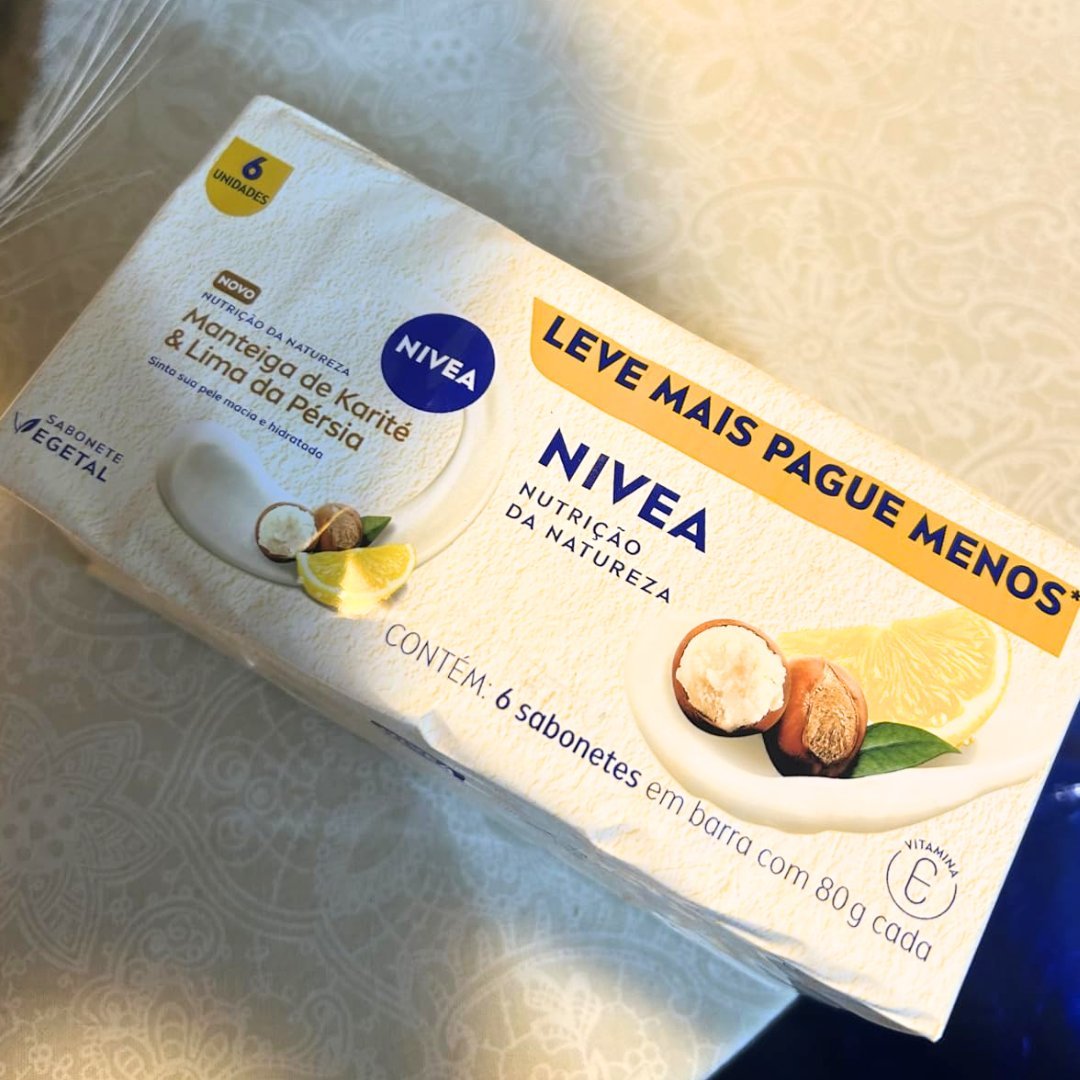 6
UNIDADES
NOVO
NUTRIÇÃO DA NATUREZA
Manteiga de Karité
& Lima da Pérsia
Sinta sua pele macia e hidratada
NIVEA
SABONETE
VEGETAL
LEVE MAIS PAGUE MENOS*
NIVEA
NUTRIÇÃO
DA NATUREZA
CONTÉM: 6 sabonetes em barra com 80g cada
VITAMINA
E